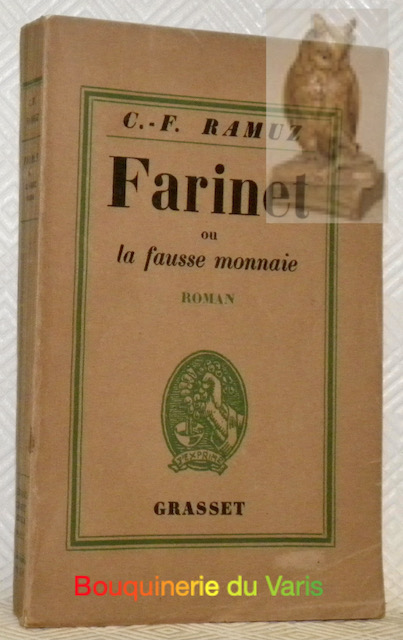 C.-F. RAMUZ
Farinet
ou
la fausse monnaie
ROMAN
J'EXPRIME
GRASSET
Bouquinerie du Varis